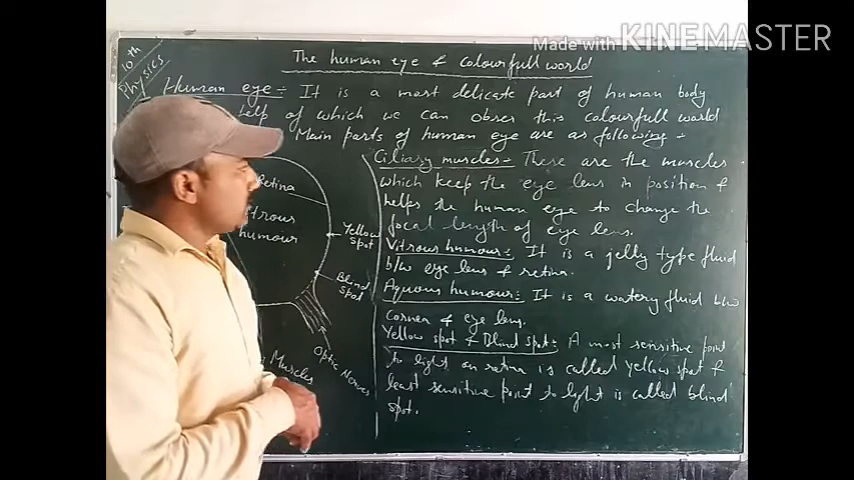 Made with KINEMASTER
10th
Physics
The human eye & colourfull world
Human eye:- It is a most delicate part of human body
help of which we can obser this colourfull world
Main parts of human eye are as following :-
Retina
Vitrous
humour
Yellow
spot
Blind
spot
Optic Nerves
Muscles
Ciliary muscles:- These are the muscles
which keep the eye lens in position &
helps the human eye to change the
focal length of eye lens.
Vitrous humour:- It is a jelly type fluid
b/w eye lens & retina.
Aquous humour:- It is a watery fluid b/w
Cornea & eye lens.
Yellow spot & Blind spot:- A most sensitive point
to light on retina is called yellow spot &
least sensitive point to light is called blind
spot.